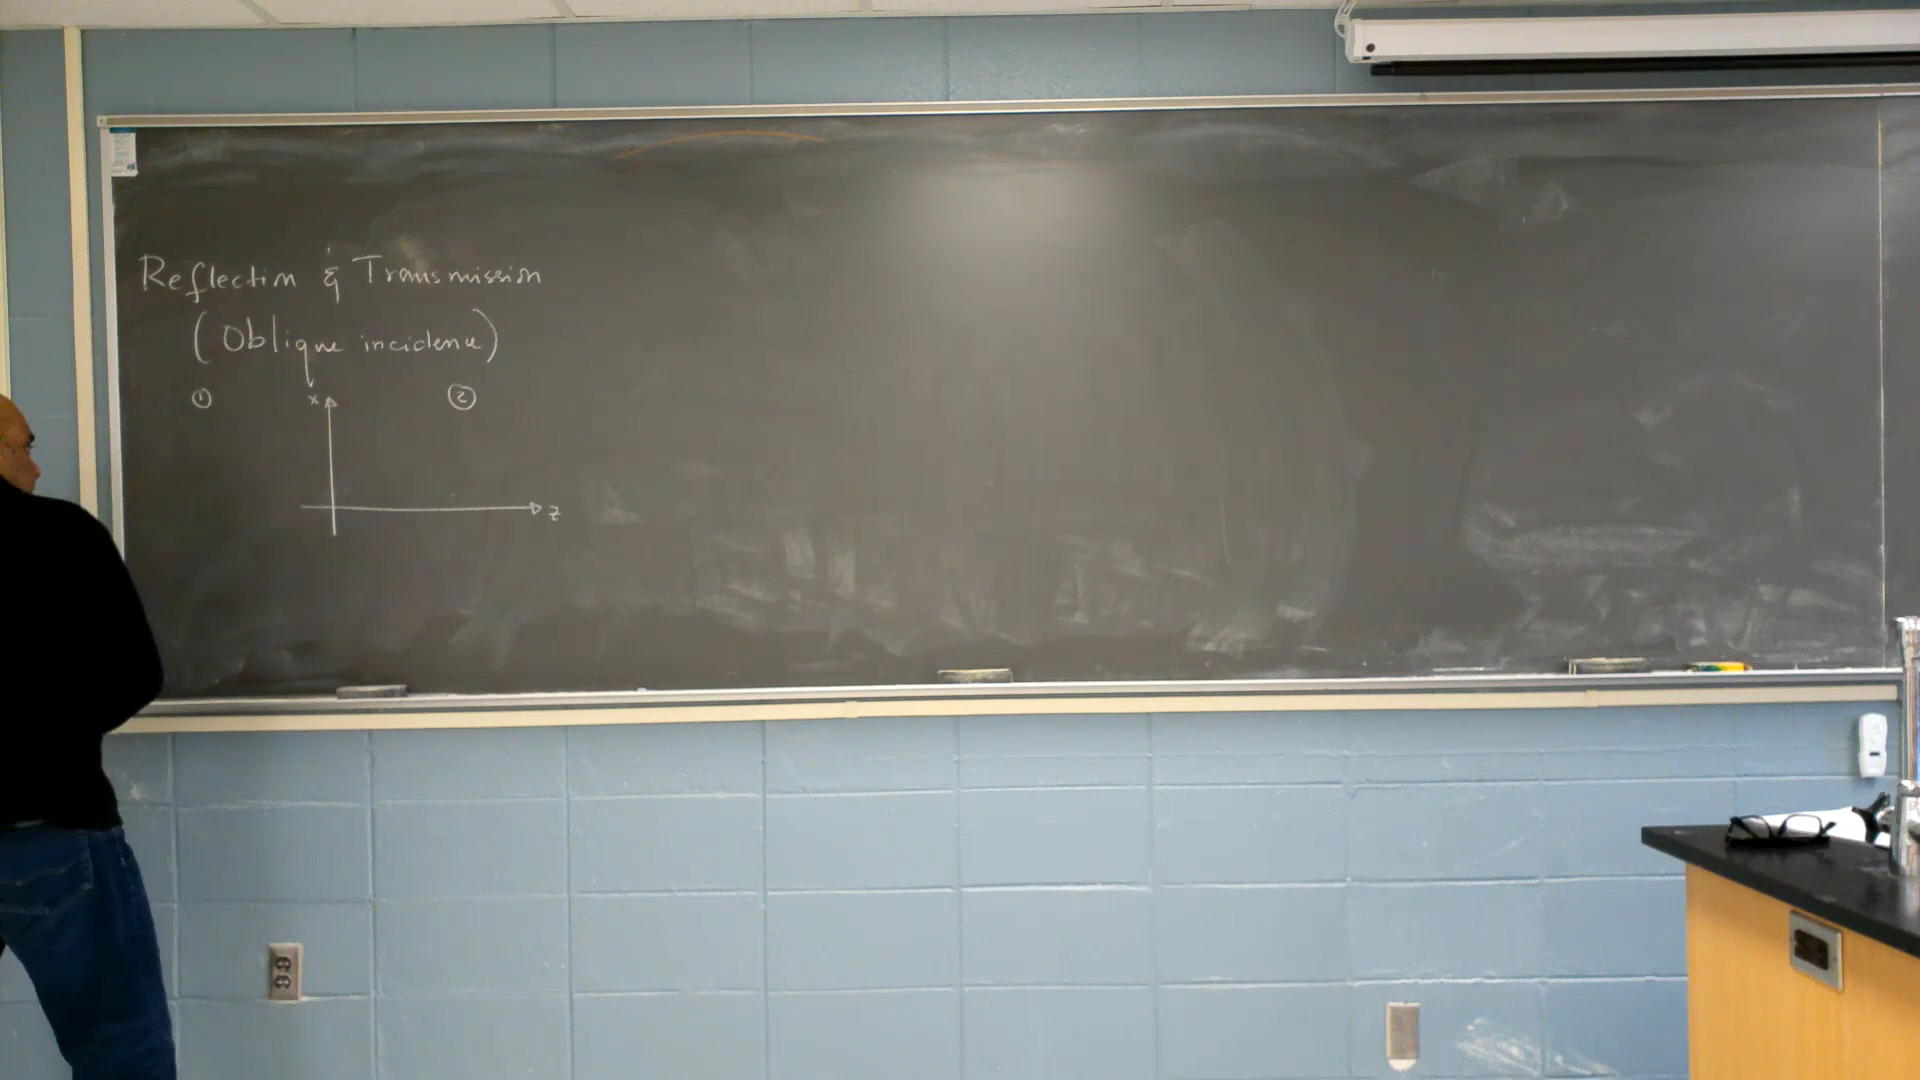 Reflection & Transmission
(Oblique incidence)
① x ②
z